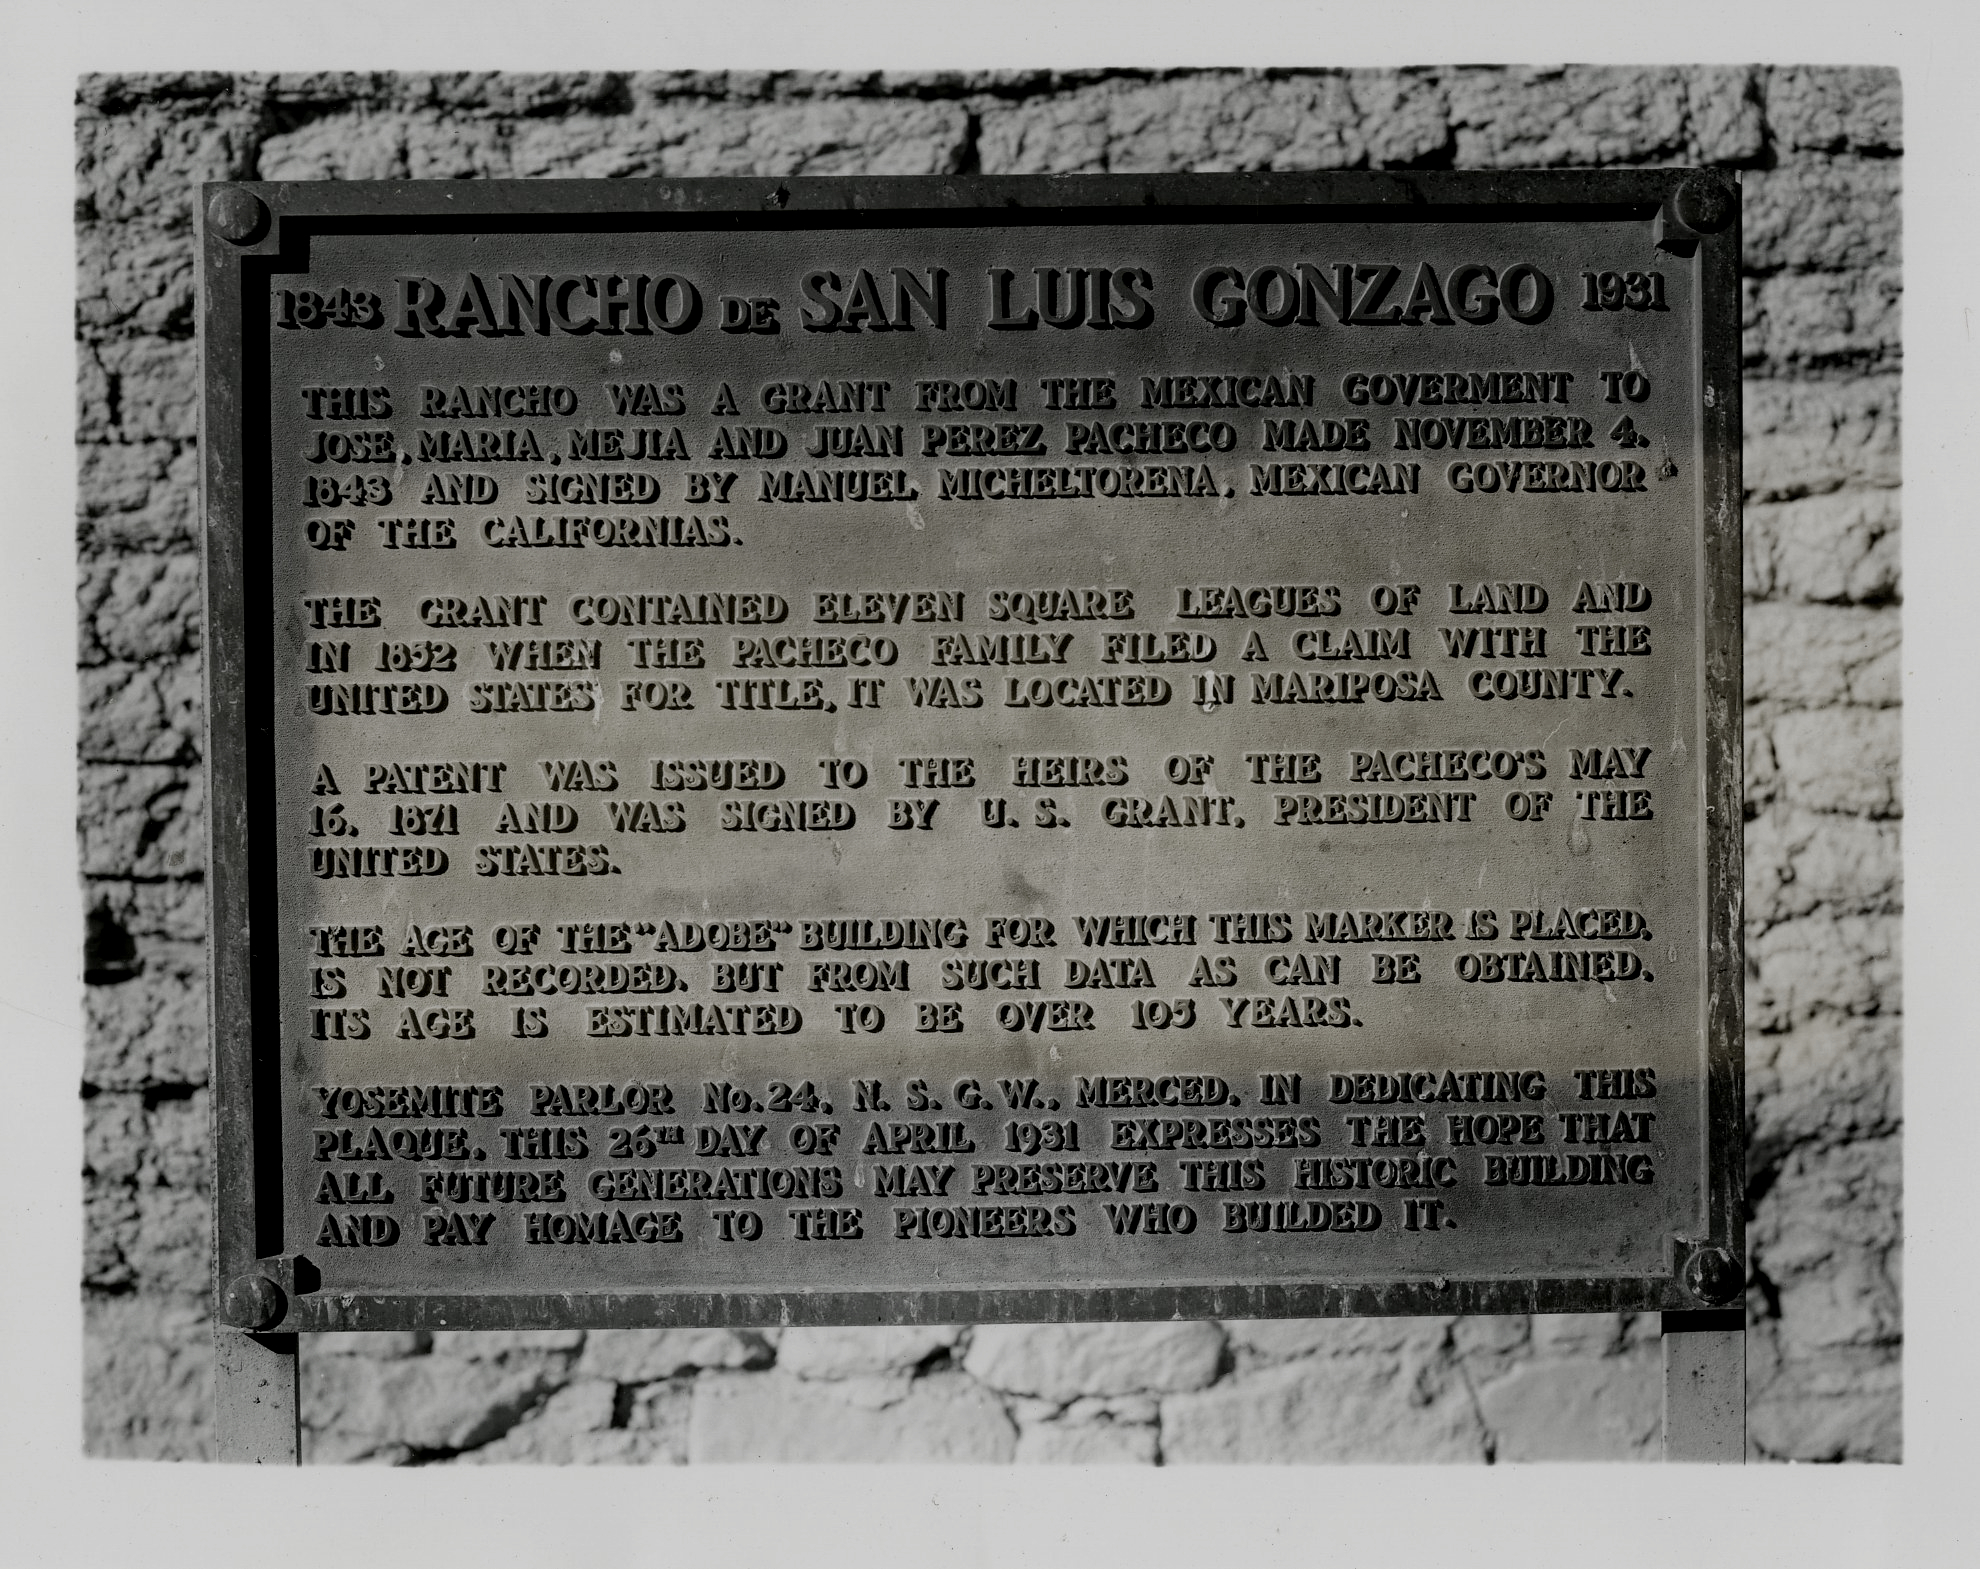 1843 RANCHO DE SAN LUIS GONZAGO 1931
THIS RANCHO WAS A GRANT FROM THE MEXICAN GOVERMENT TO
JOSE, MARIA, MEJIA AND JUAN PEREZ PACHECO MADE NOVEMBER 4,
1843 AND SIGNED BY MANUEL MICHELTORENA, MEXICAN GOVERNOR
OF THE CALIFORNIAS.
THE GRANT CONTAINED ELEVEN SQUARE LEAGUES OF LAND AND
IN 1852 WHEN THE PACHECO FAMILY FILED A CLAIM WITH THE
UNITED STATES FOR TITLE, IT WAS LOCATED IN MARIPOSA COUNTY.
A PATENT WAS ISSUED TO THE HEIRS OF THE PACHECO'S MAY
16, 1871 AND WAS SIGNED BY U. S. GRANT, PRESIDENT OF THE
UNITED STATES.
THE AGE OF THE "ADOBE" BUILDING FOR WHICH THIS MARKER IS PLACED,
IS NOT RECORDED, BUT FROM SUCH DATA AS CAN BE OBTAINED,
ITS AGE IS ESTIMATED TO BE OVER 105 YEARS.
YOSEMITE PARLOR No. 24, N. S. G. W., MERCED, IN DEDICATING THIS
PLAQUE, THIS 26TH DAY OF APRIL 1931 EXPRESSES THE HOPE THAT
ALL FUTURE GENERATIONS MAY PRESERVE THIS HISTORIC BUILDING
AND PAY HOMAGE TO THE PIONEERS WHO BUILDED IT.